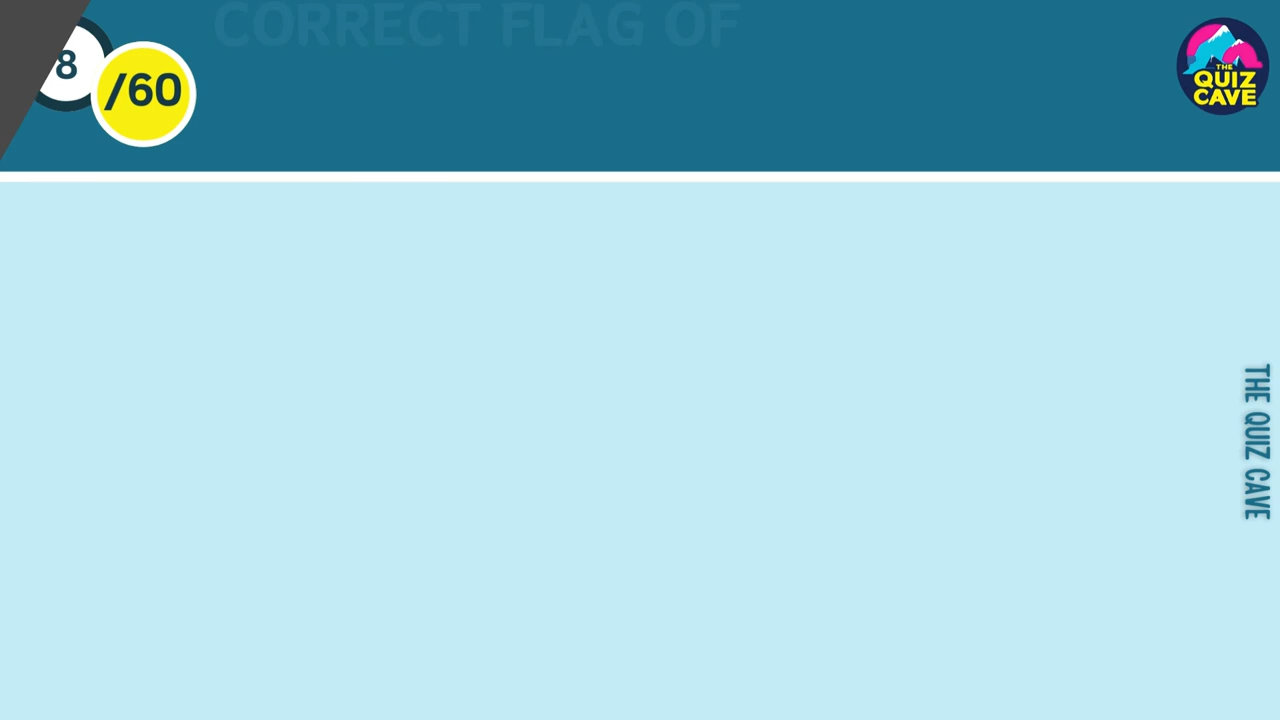 CORRECT FLAG OF
8
/60
THE
QUIZ
CAVE
THE QUIZ CAVE